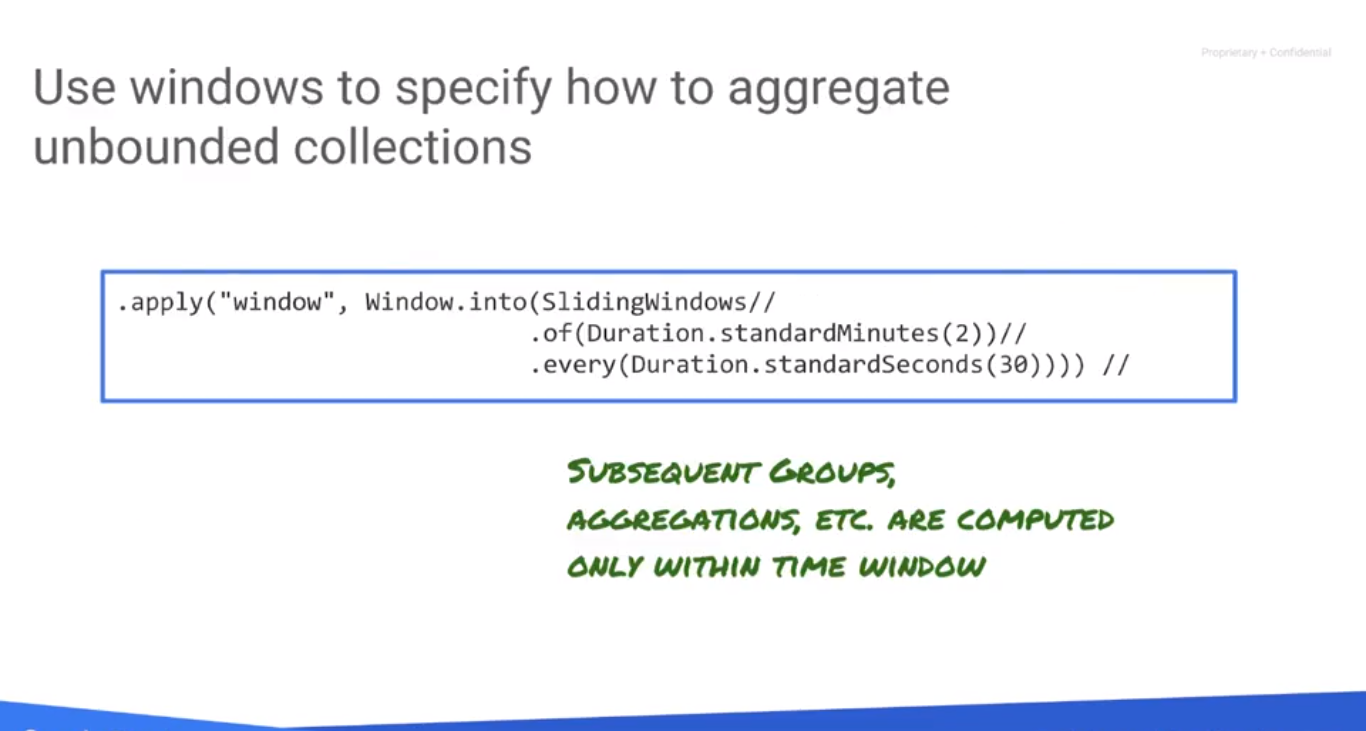 Proprietary + Confidential
Use windows to specify how to aggregate
unbounded collections
.apply("window", Window.into(SlidingWindows//
.of(Duration.standardMinutes(2))//
.every(Duration.standardSeconds(30)))) //
SUBSEQUENT GROUPS,
AGGREGATIONS, ETC. ARE COMPUTED
ONLY WITHIN TIME WINDOW